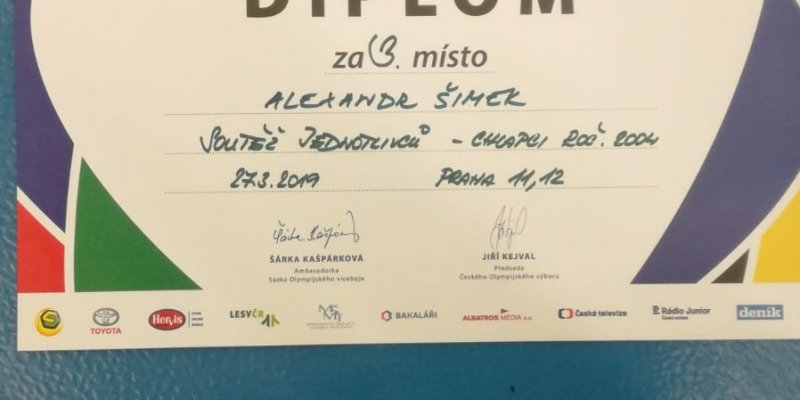 DIPLOM
za 3. místo
ALEXANDR ŠIMEK
SOUTĚŽ JEDNOTLIVCŮ - CHLAPCI ROČ. 2004
27.3.2019 PRAHA 11,12
ŠÁRKA KAŠPÁRKOVÁ
Ambasadorka
Sazka Olympijského víceboje
JIŘÍ KEJVAL
Předseda
Českého Olympijského výboru
TOYOTA
Hervis
LESY ČR
BAKALÁŘI
ALBATROS MEDIA a.s.
Česká televize
Rádio Junior
deník